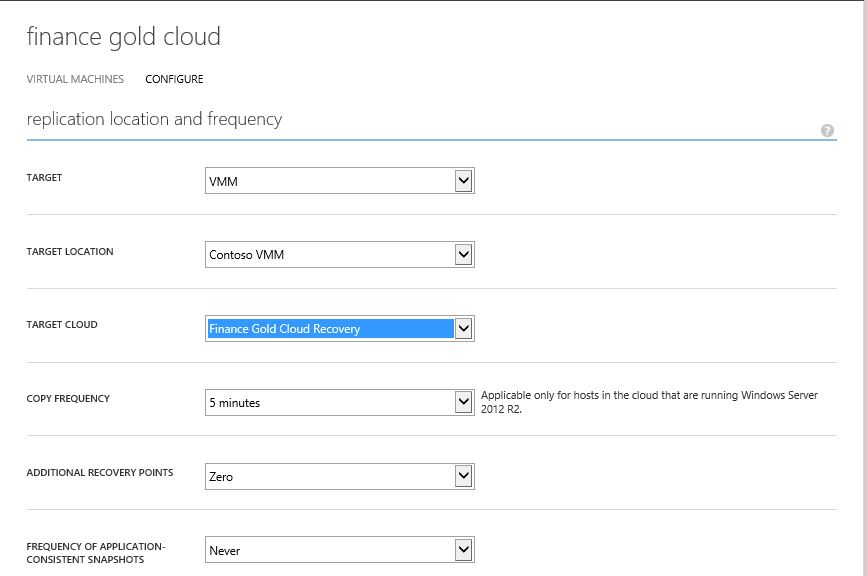 finance gold cloud
VIRTUAL MACHINES CONFIGURE
replication location and frequency
?
TARGET VMM
TARGET LOCATION Contoso VMM
TARGET CLOUD Finance Gold Cloud Recovery
COPY FREQUENCY 5 minutes Applicable only for hosts in the cloud that are running Windows Server
2012 R2.
ADDITIONAL RECOVERY POINTS Zero
FREQUENCY OF APPLICATION- Never
CONSISTENT SNAPSHOTS